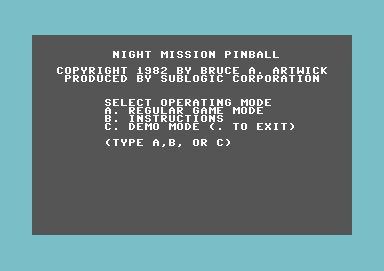 NIGHT MISSION PINBALL
COPYRIGHT 1982 BY BRUCE A. ARTWICK
PRODUCED BY SUBLOGIC CORPORATION
SELECT OPERATING MODE
A. REGULAR GAME MODE
B. INSTRUCTIONS
C. DEMO MODE (. TO EXIT)
(TYPE A,B, OR C)